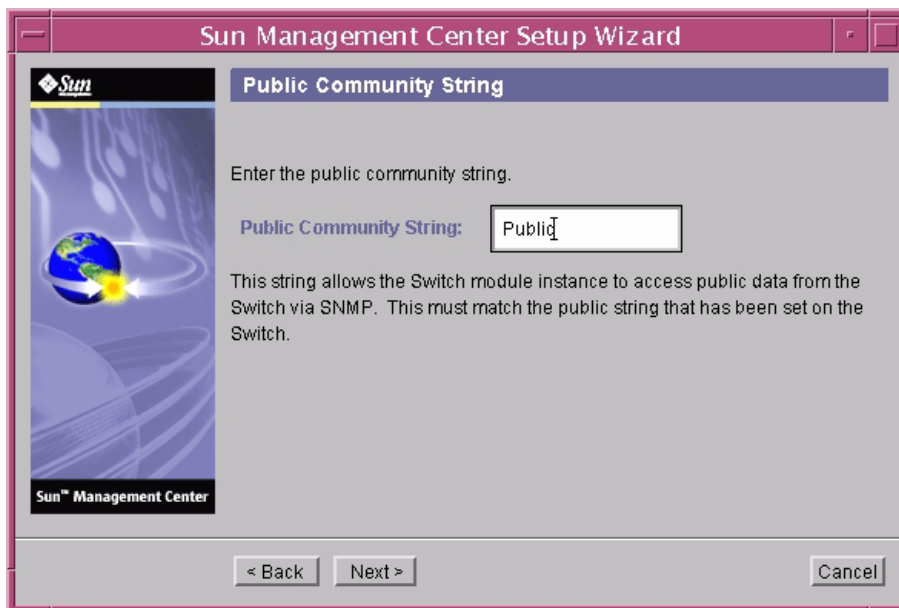 Sun Management Center Setup Wizard
Sun
Public Community String
Enter the public community string.
Public Community String: Public
This string allows the Switch module instance to access public data from the
Switch via SNMP. This must match the public string that has been set on the
Switch.
Sun™ Management Center
< Back Next > Cancel